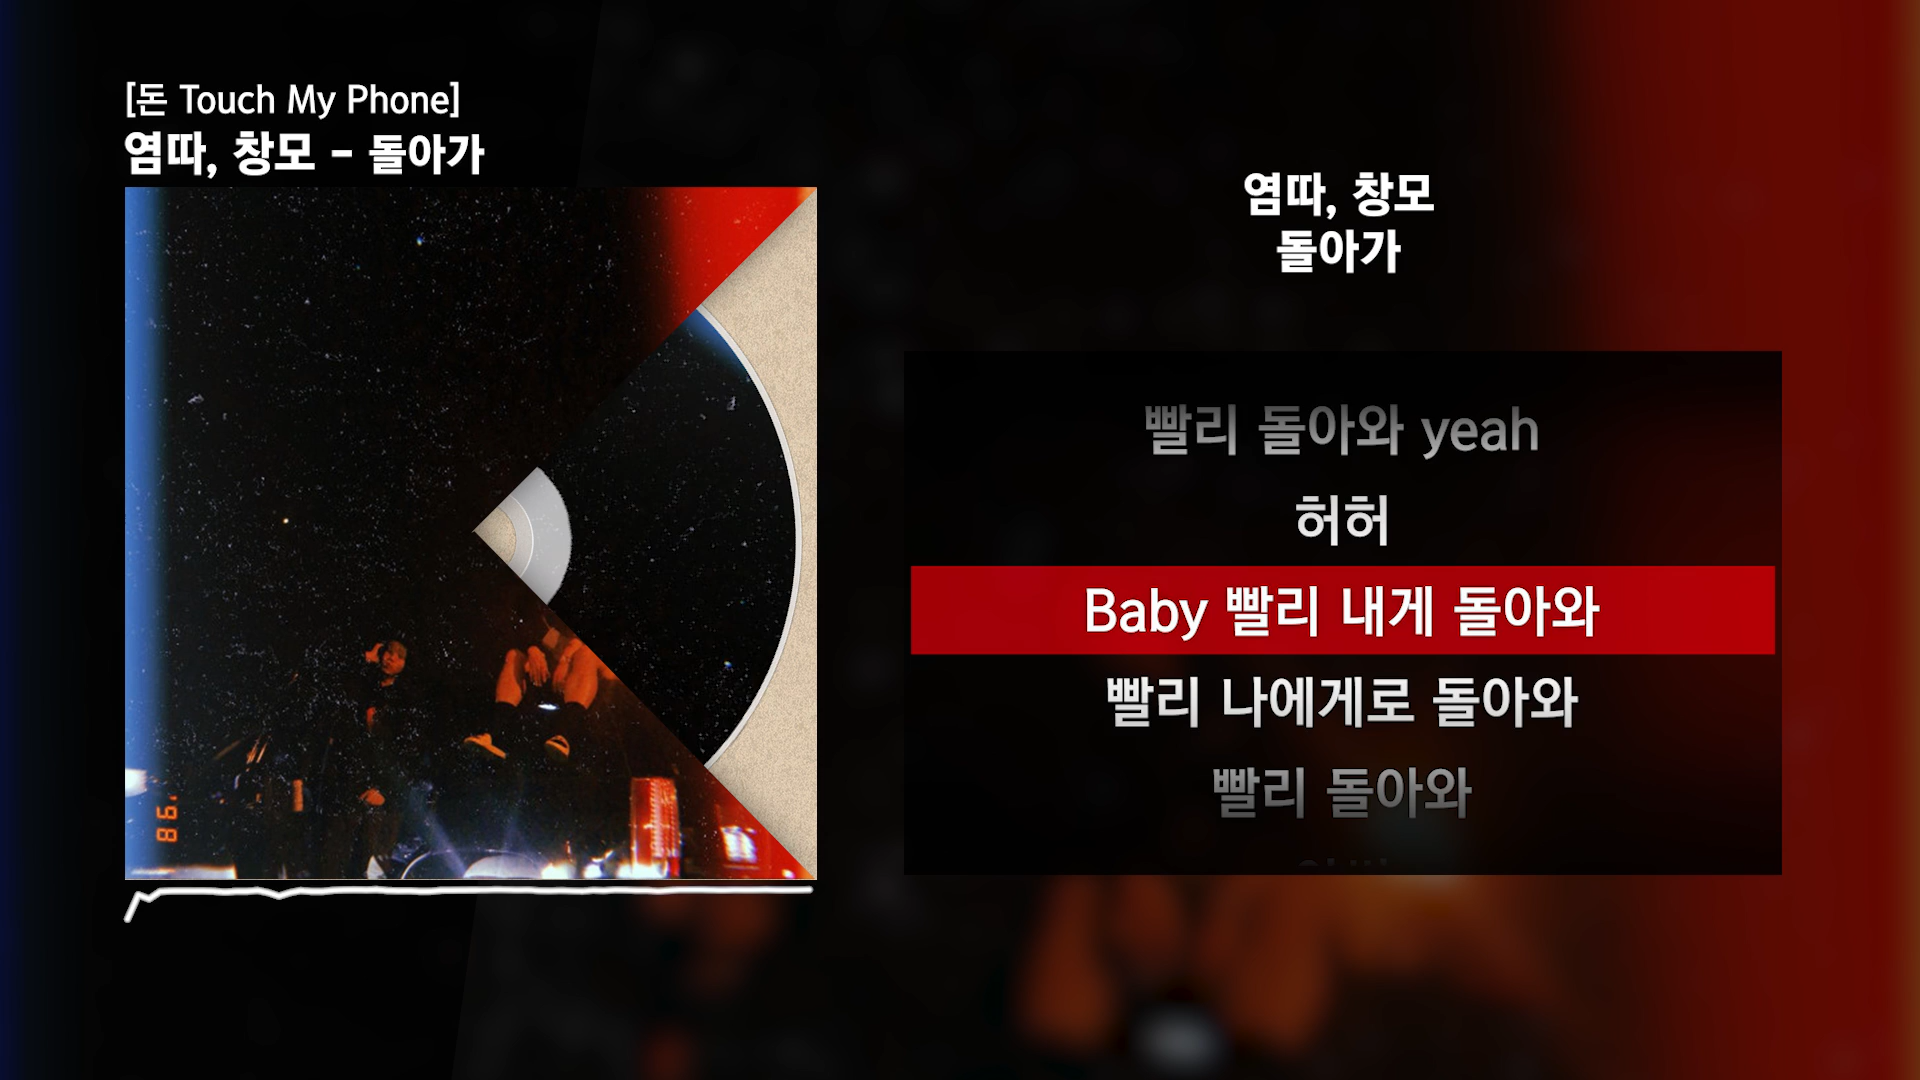 [돈 Touch My Phone]
염따, 창모 - 돌아가
'98
염따, 창모
돌아가
빨리 돌아와 yeah
허허
Baby 빨리 내게 돌아와
빨리 나에게로 돌아와
빨리 돌아와